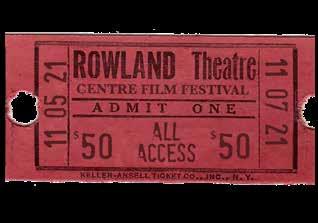 ROWLAND Theatre
CENTRE FILM FESTIVAL
ADMIT ONE
$50 ALL ACCESS $50
11 05 21
11 07 21
KELLER-ANSELL TICKET CO., INC., N.Y.